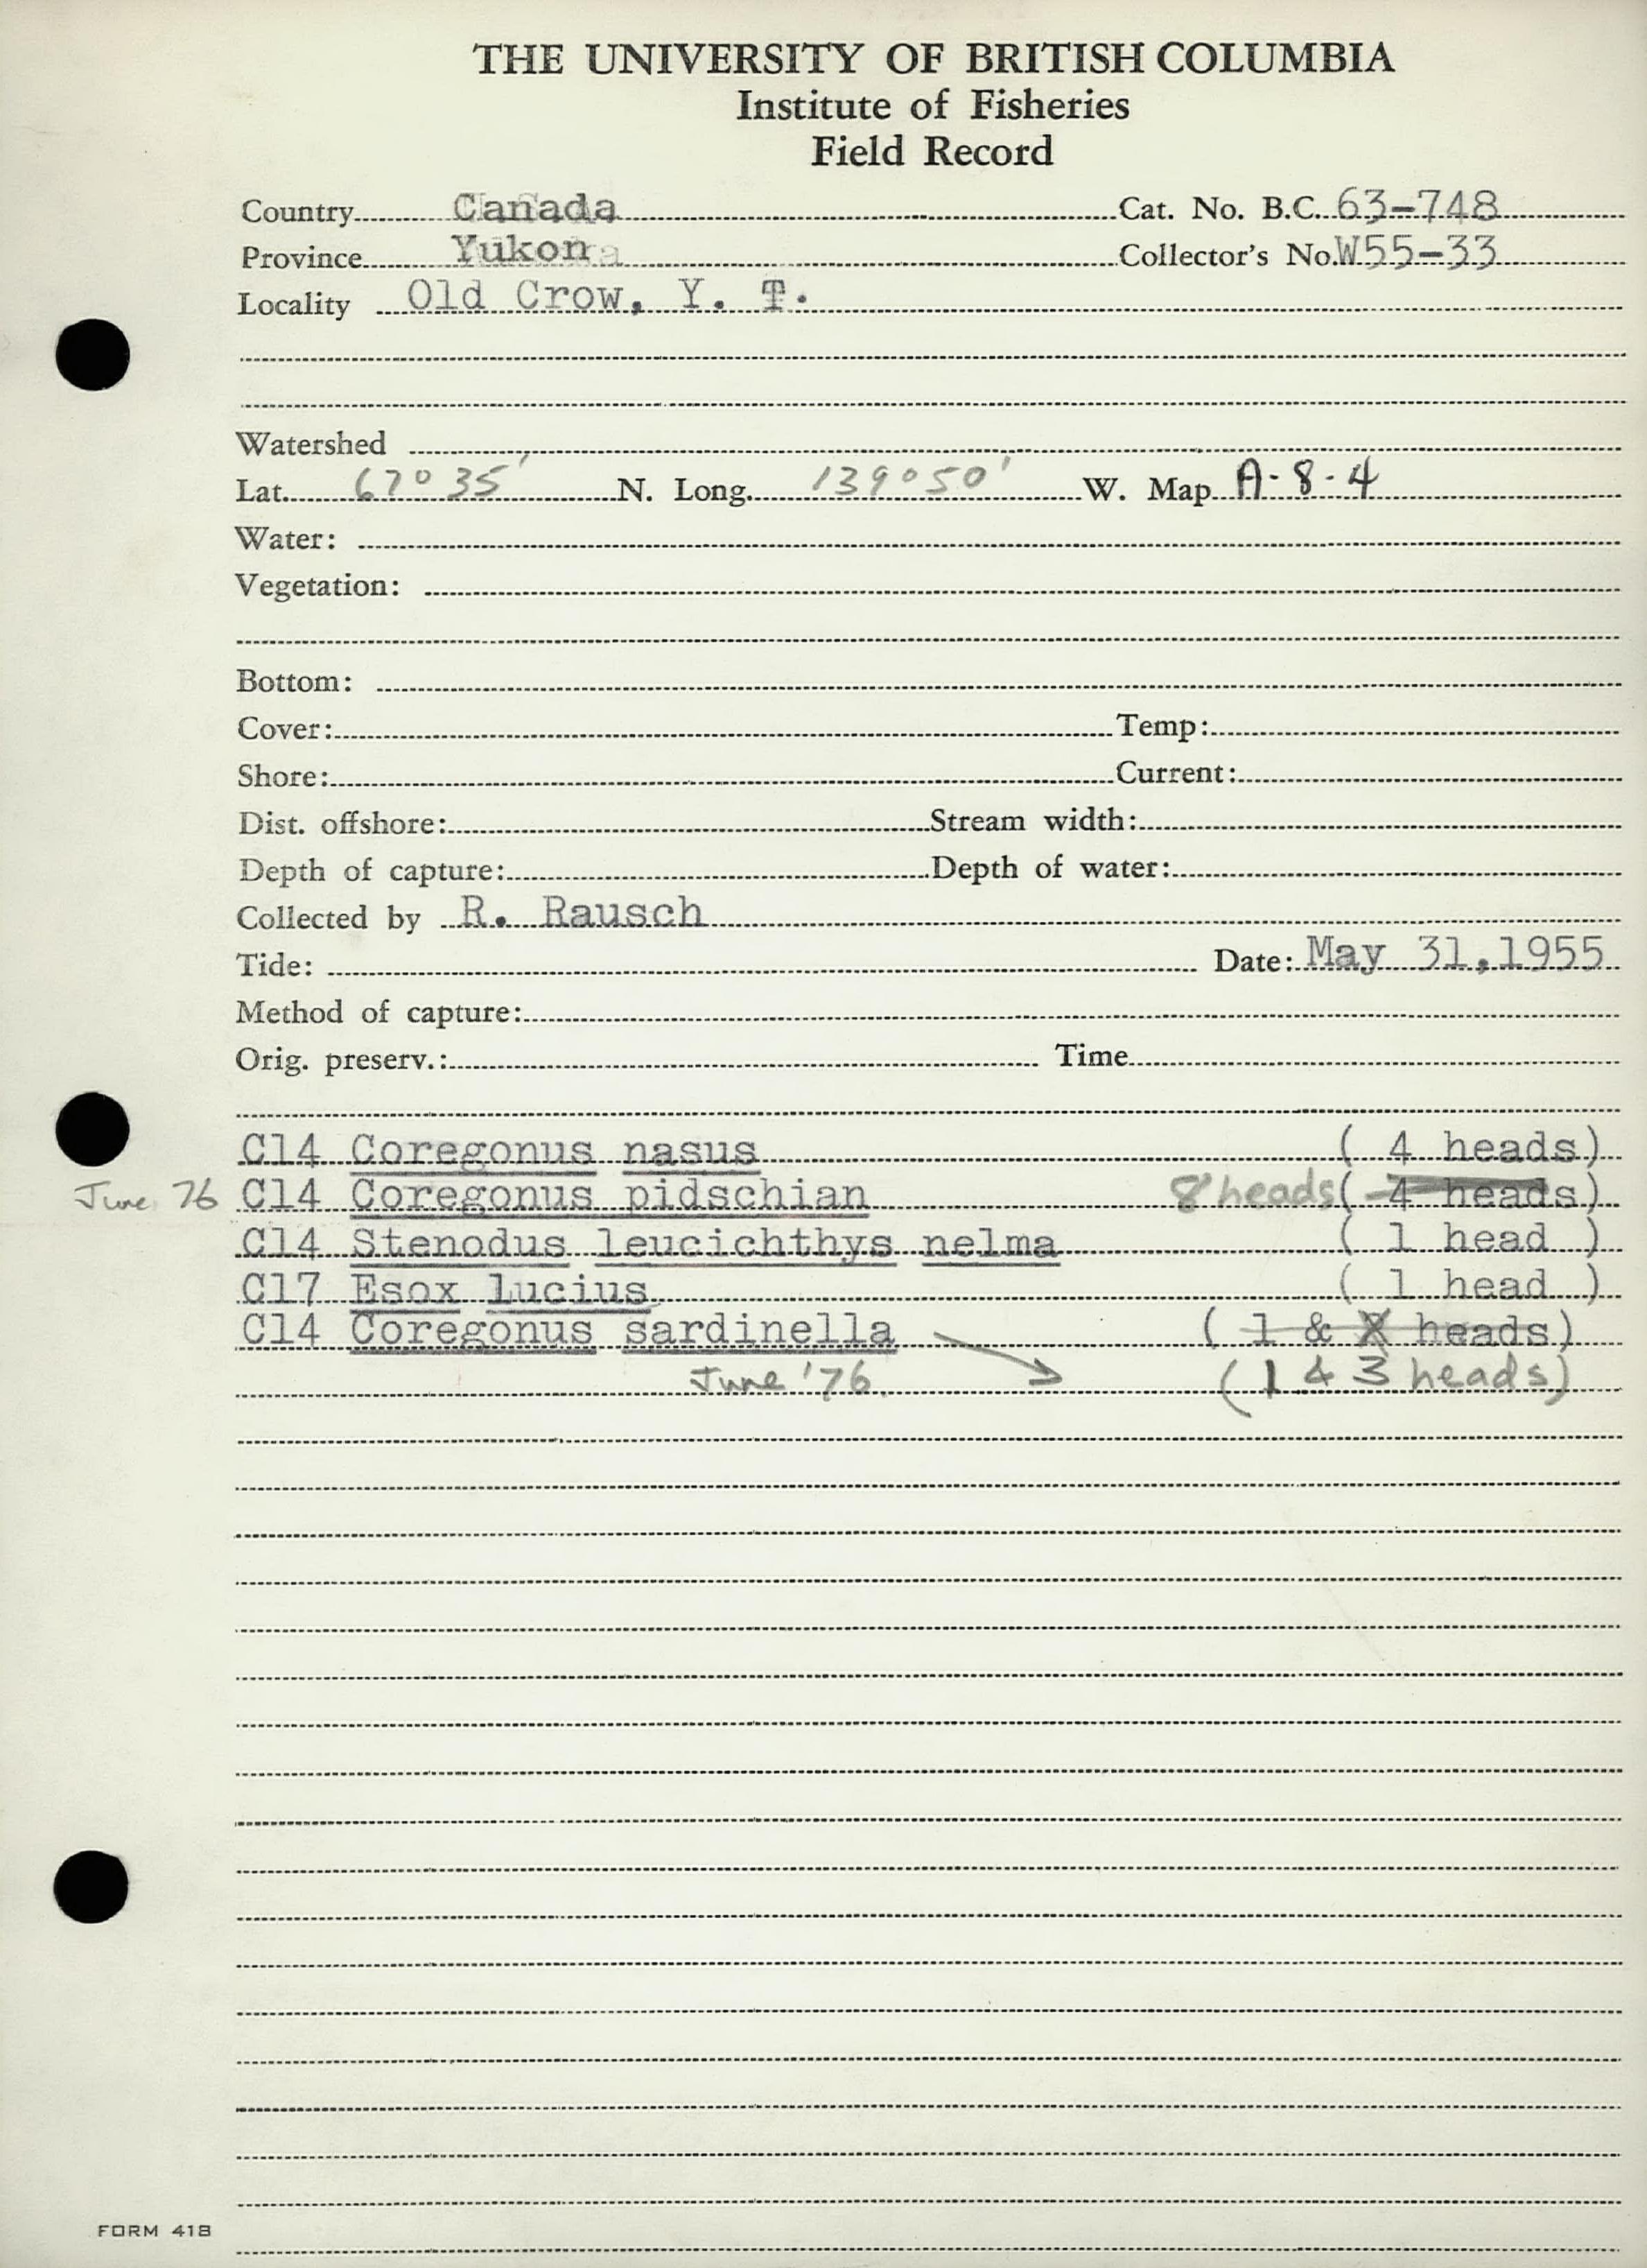 THE UNIVERSITY OF BRITISH COLUMBIA
Institute of Fisheries
Field Record
Country Canada Cat. No. B.C. 63-748
Province Yukon Collector's No. W55-33
Locality Old Crow, Y. T.
Watershed
Lat. 67° 35' N. Long. 139° 50' W. Map A-8-4
Water:
Vegetation:
Bottom:
Cover: Temp:
Shore: Current:
Dist. offshore: Stream width:
Depth of capture: Depth of water:
Collected by R. Rausch
Tide: Date: May 31, 1955
Method of capture:
Orig. preserv.: Time
C14 Coregonus nasus ( 4 heads)
June 76 C14 Coregonus pidschian 8 heads ( 4 heads)
C14 Stenodus leucichthys nelma ( 1 head )
C17 Esox lucius ( 1 head )
C14 Coregonus sardinella ( 1 & heads)
June '76. (1 & 3 heads)
FORM 418